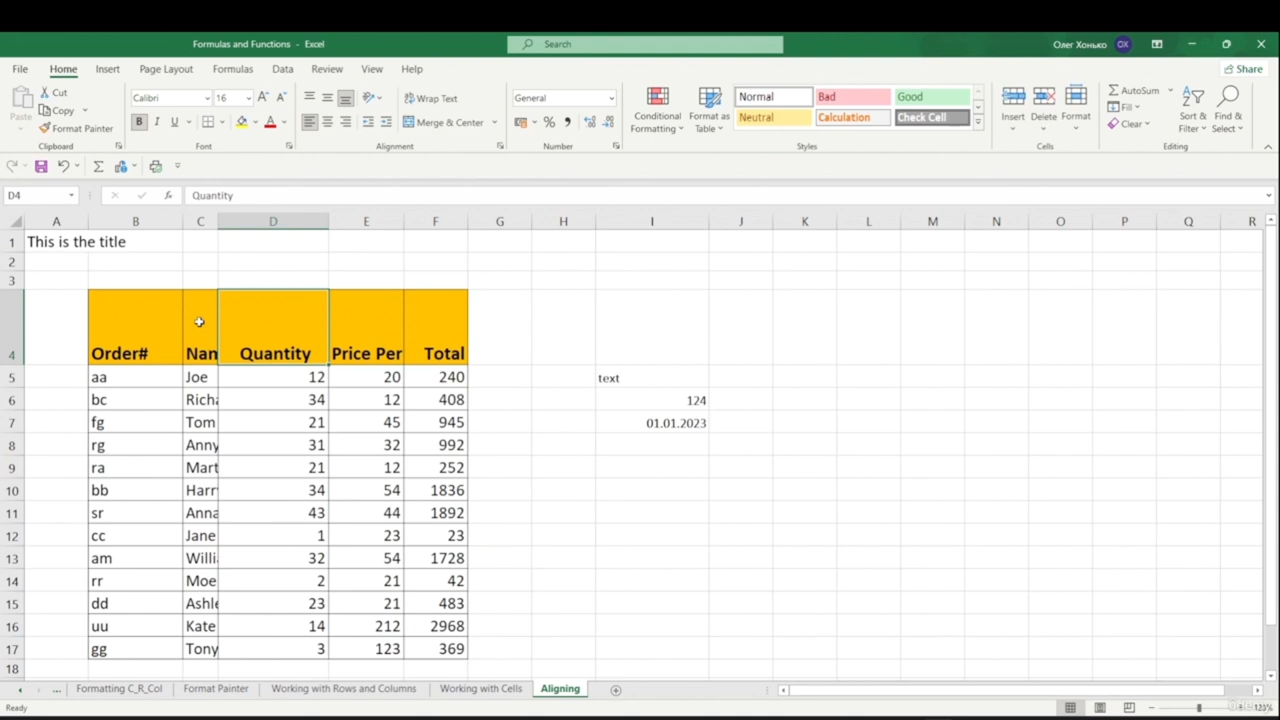 Formulas and Functions - Excel
Search
Олег Хонько
ОХ
File Home Insert Page Layout Formulas Data Review View Help
Share
Paste
Cut
Copy
Format Painter
Clipboard
Calibri 16
B I U
Font
Wrap Text
Merge & Center
Alignment
General
Number
Conditional Formatting
Format as Table
Normal Bad Good
Neutral Calculation Check Cell
Styles
Insert Delete Format
Cells
AutoSum
Fill
Clear
Sort & Filter
Find & Select
Editing
D4
fx
Quantity
A B C D E F G H I J K L M N O P Q R
1 This is the title
2
3
4 Order# Nan Quantity Price Per Total
5 aa Joe 12 20 240 text
6 bc Richa 34 12 408 124
7 fg Tom 21 45 945 01.01.2023
8 rg Anny 31 32 992
9 ra Mart 21 12 252
10 bb Harr 34 54 1836
11 sr Anna 43 44 1892
12 cc Jane 1 23 23
13 am Willi 32 54 1728
14 rr Moe 2 21 42
15 dd Ashle 23 21 483
16 uu Kate 14 212 2968
17 gg Tony 3 123 369
18
... Formatting C_R_Col Format Painter Working with Rows and Columns Working with Cells Aligning
Ready